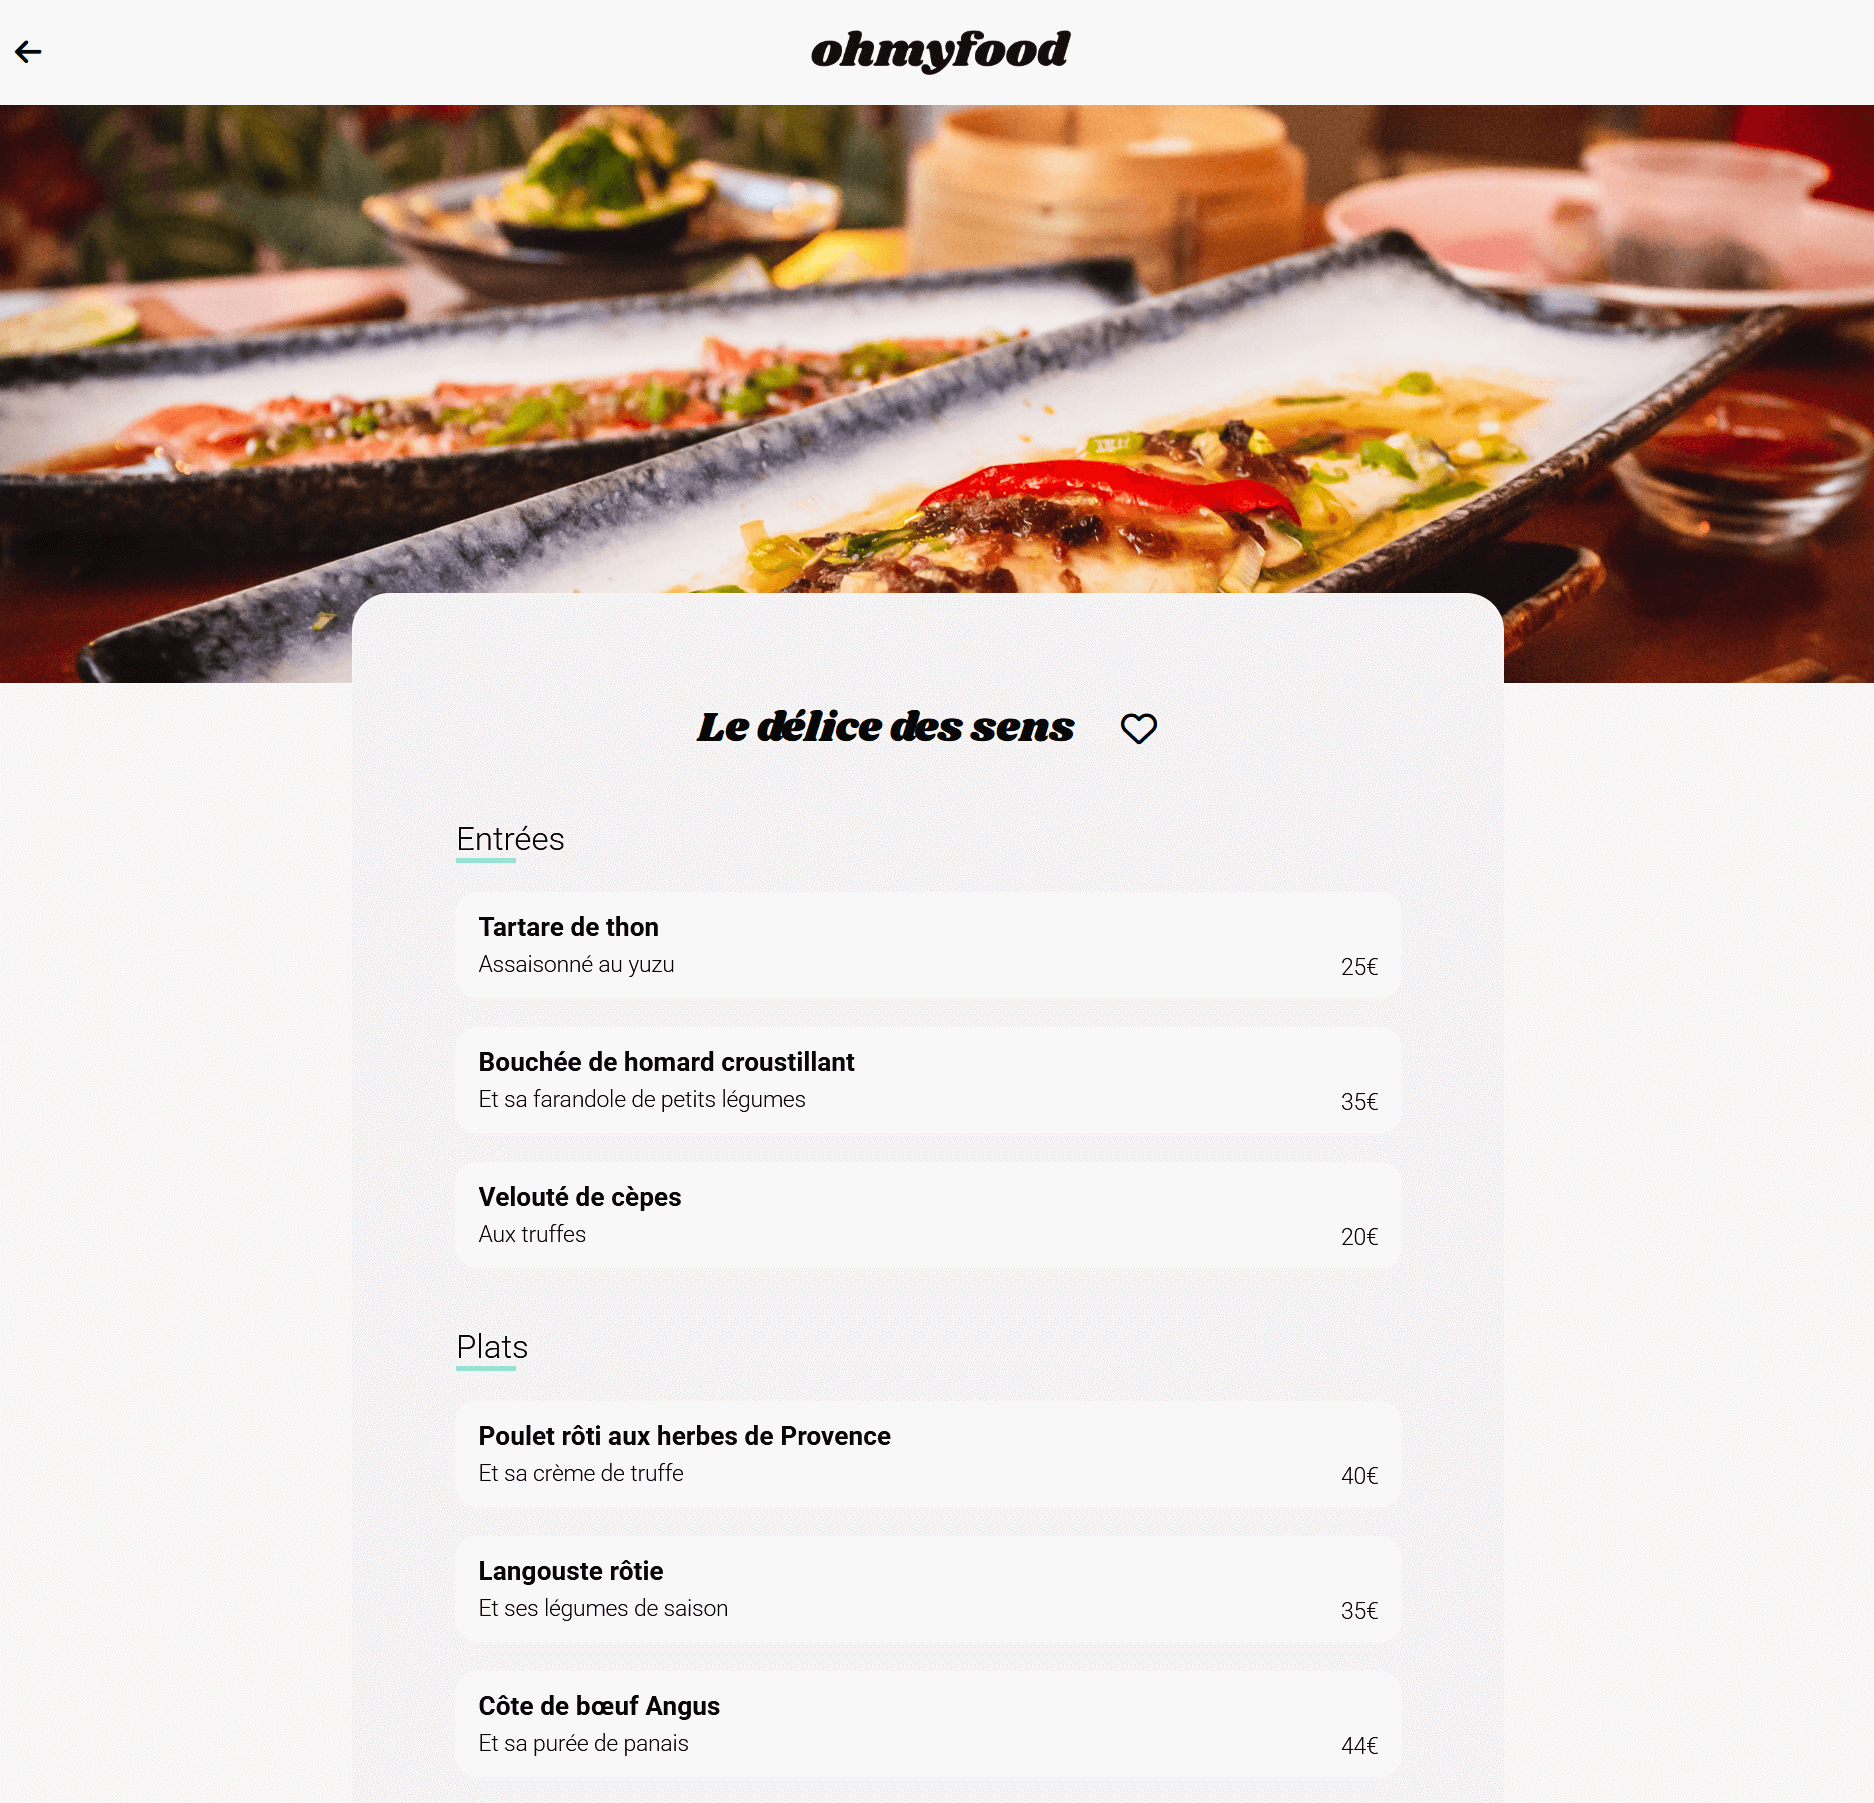 ohmyfood
Le délice des sens
Entrées
Tartare de thon
Assaisonné au yuzu
25€
Bouchée de homard croustillant
Et sa farandole de petits légumes
35€
Velouté de cèpes
Aux truffes
20€
Plats
Poulet rôti aux herbes de Provence
Et sa crème de truffe
40€
Langouste rôtie
Et ses légumes de saison
35€
Côte de bœuf Angus
Et sa purée de panais
44€